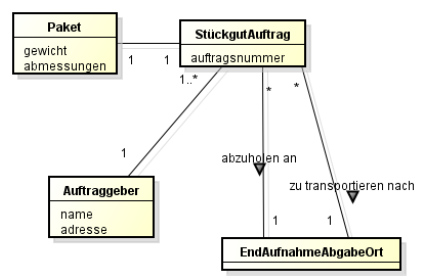 Paket
gewicht
abmessungen
StückgutAuftrag
auftragsnummer
1
1
1..*
*
*
1
abzuholen an
zu transportieren nach
Auftraggeber
name
adresse
1
1
EndAufnahmeAbgabeOrt